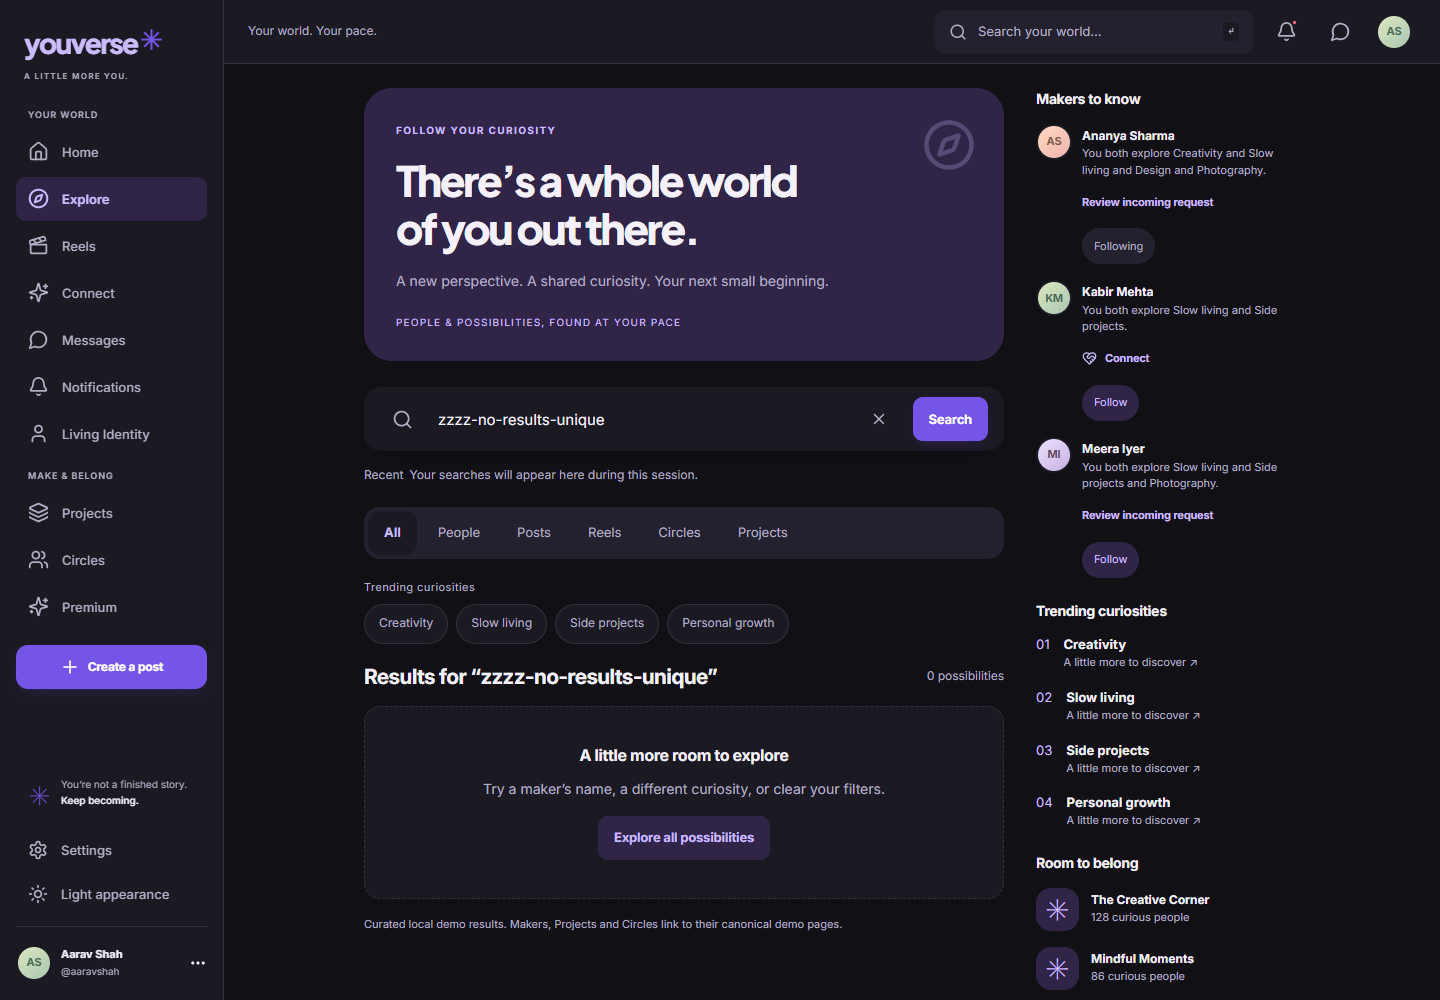 youverse
A LITTLE MORE YOU.
YOUR WORLD
Home
Explore
Reels
Connect
Messages
Notifications
Living Identity
MAKE & BELONG
Projects
Circles
Premium
Create a post
You're not a finished story.
Keep becoming.
Settings
Light appearance
AS
Aarav Shah
@aaravshah
Your world. Your pace.
Search your world...
AS
FOLLOW YOUR CURIOSITY
There's a whole world
of you out there.
A new perspective. A shared curiosity. Your next small beginning.
PEOPLE & POSSIBILITIES, FOUND AT YOUR PACE
zzzz-no-results-unique
Search
Recent Your searches will appear here during this session.
All People Posts Reels Circles Projects
Trending curiosities
Creativity Slow living Side projects Personal growth
Results for “zzzz-no-results-unique” 0 possibilities
A little more room to explore
Try a maker's name, a different curiosity, or clear your filters.
Explore all possibilities
Curated local demo results. Makers, Projects and Circles link to their canonical demo pages.
Makers to know
AS
Ananya Sharma
You both explore Creativity and Slow
living and Design and Photography.
Review incoming request
Following
KM
Kabir Mehta
You both explore Slow living and Side
projects.
Connect
Follow
MI
Meera Iyer
You both explore Slow living and Side
projects and Photography.
Review incoming request
Follow
Trending curiosities
01 Creativity
A little more to discover ↗
02 Slow living
A little more to discover ↗
03 Side projects
A little more to discover ↗
04 Personal growth
A little more to discover ↗
Room to belong
The Creative Corner
128 curious people
Mindful Moments
86 curious people